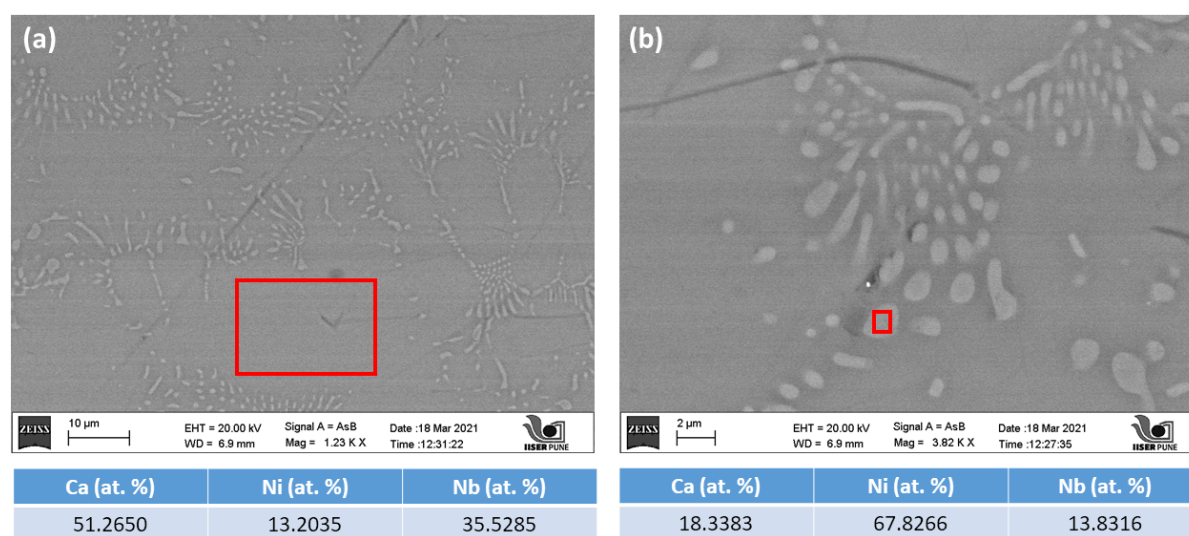 (a)
ZEISS
10 µm
EHT = 20.00 kV
WD = 6.9 mm
Signal A = AsB
Mag = 1.23 K X
Date :18 Mar 2021
Time :12:31:22
IISER PUNE
Ca (at. %) Ni (at. %) Nb (at. %)
51.2650 13.2035 35.5285
(b)
ZEISS
2 µm
EHT = 20.00 kV
WD = 6.9 mm
Signal A = AsB
Mag = 3.82 K X
Date :18 Mar 2021
Time :12:27:35
IISER PUNE
Ca (at. %) Ni (at. %) Nb (at. %)
18.3383 67.8266 13.8316